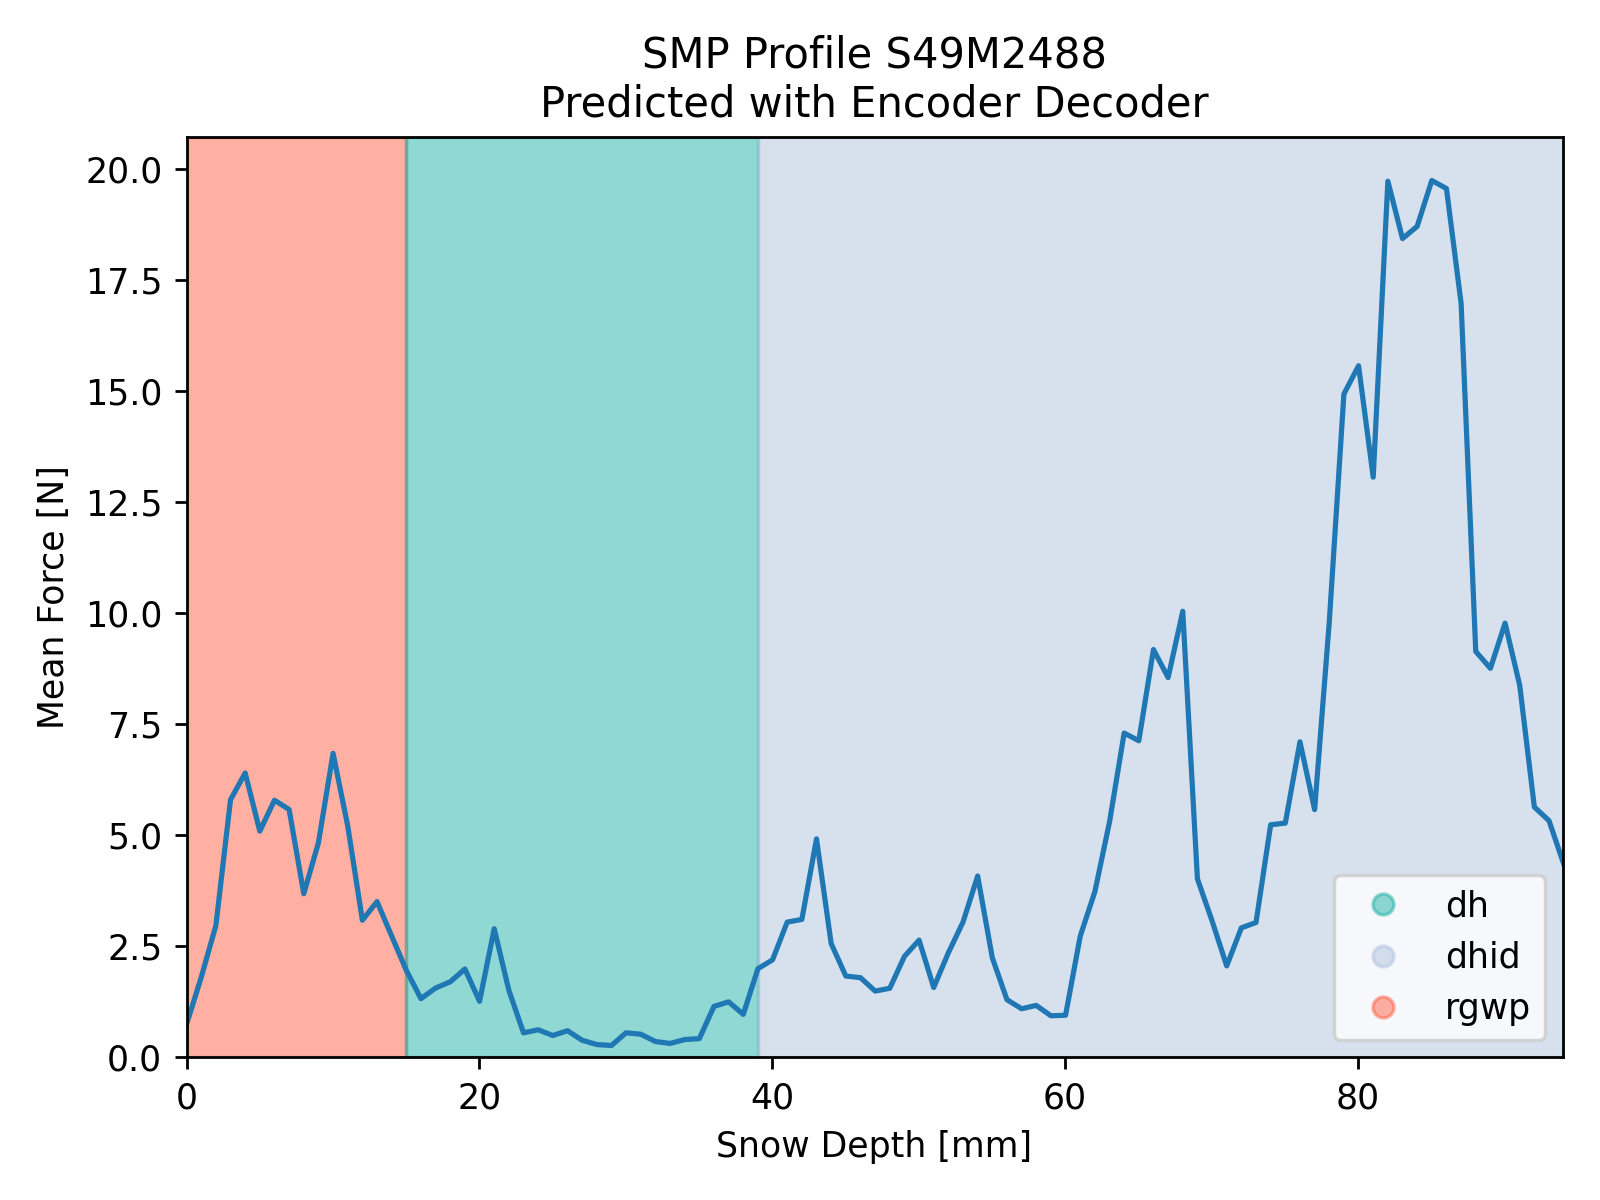 SMP Profile S49M2488
Predicted with Encoder Decoder
Mean Force [N]
20.0
17.5
15.0
12.5
10.0
7.5
5.0
2.5
0.0
dh
dhid
rgwp
0 20 40 60 80
Snow Depth [mm]